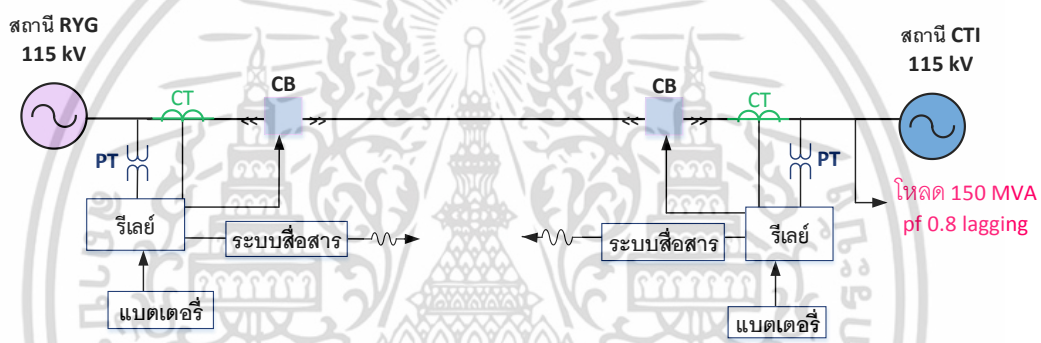 สถานี RYG
115 kV
CT
CB
PT
รีเลย์
ระบบสื่อสาร
แบตเตอรี่
CB
CT
สถานี CTI
115 kV
PT
โหลด 150 MVA
pf 0.8 lagging
ระบบสื่อสาร
รีเลย์
แบตเตอรี่